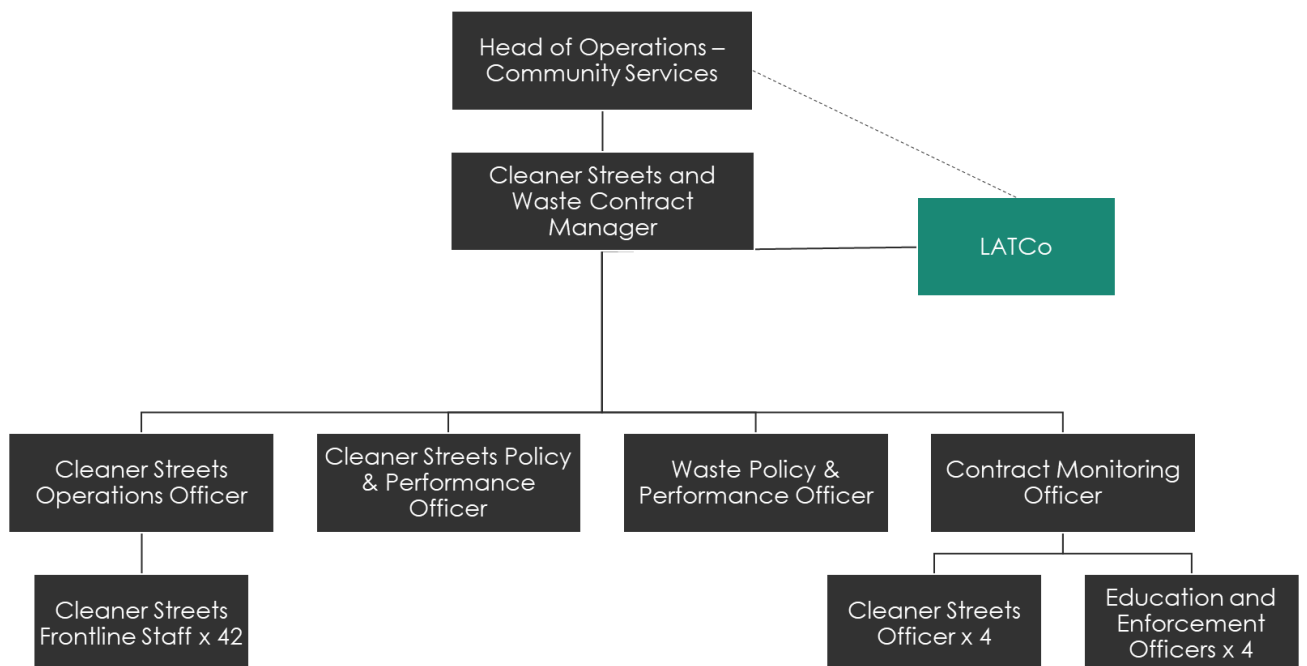 Head of Operations –
Community Services
Cleaner Streets and
Waste Contract
Manager
LATCo
Cleaner Streets
Operations Officer
Cleaner Streets Policy
& Performance
Officer
Waste Policy &
Performance Officer
Contract Monitoring
Officer
Cleaner Streets
Frontline Staff x 42
Cleaner Streets
Officer x 4
Education and
Enforcement
Officers x 4